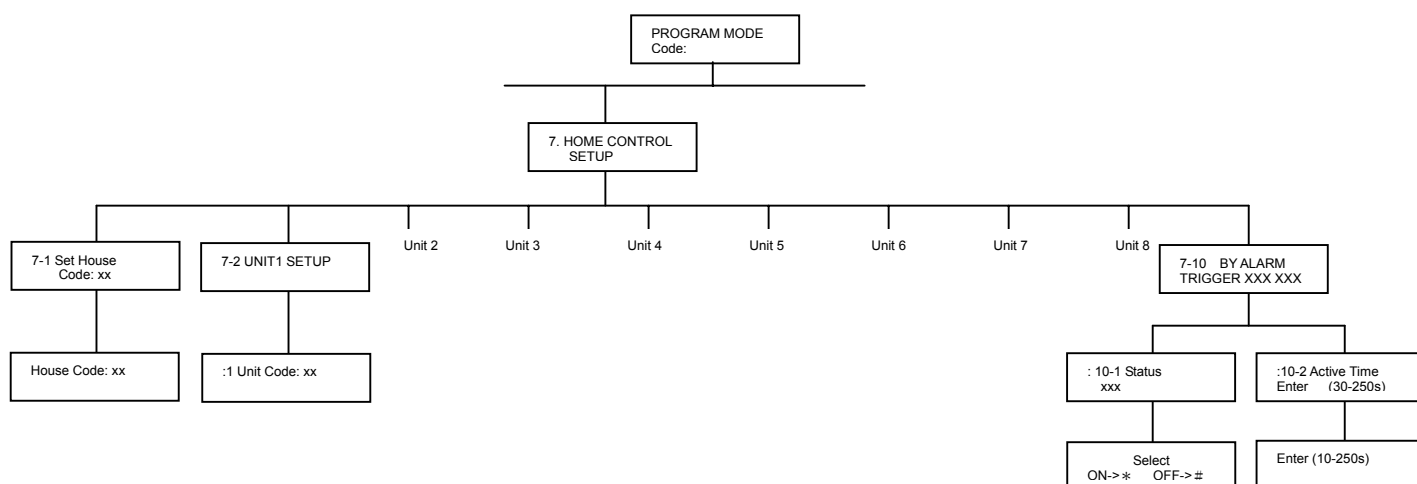 PROGRAM MODE
Code:
7. HOME CONTROL
SETUP
Unit 2 Unit 3 Unit 4 Unit 5 Unit 6 Unit 7 Unit 8
7-1 Set House
Code: xx
7-2 UNIT1 SETUP
7-10 BY ALARM
TRIGGER XXX XXX
House Code: xx
:1 Unit Code: xx
: 10-1 Status
xxx
:10-2 Active Time
Enter (30-250s)
Select
ON->* OFF->#
Enter (10-250s)